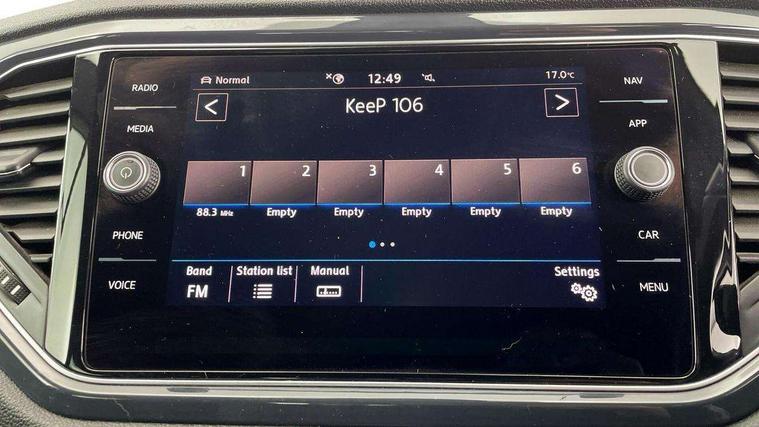 RADIO
MEDIA
PHONE
VOICE
Normal 12:49 17.0°C
< KeeP 106 >
1 2 3 4 5 6
88.3 MHz Empty Empty Empty Empty Empty
Band Station list Manual Settings
FM
NAV
APP
CAR
MENU